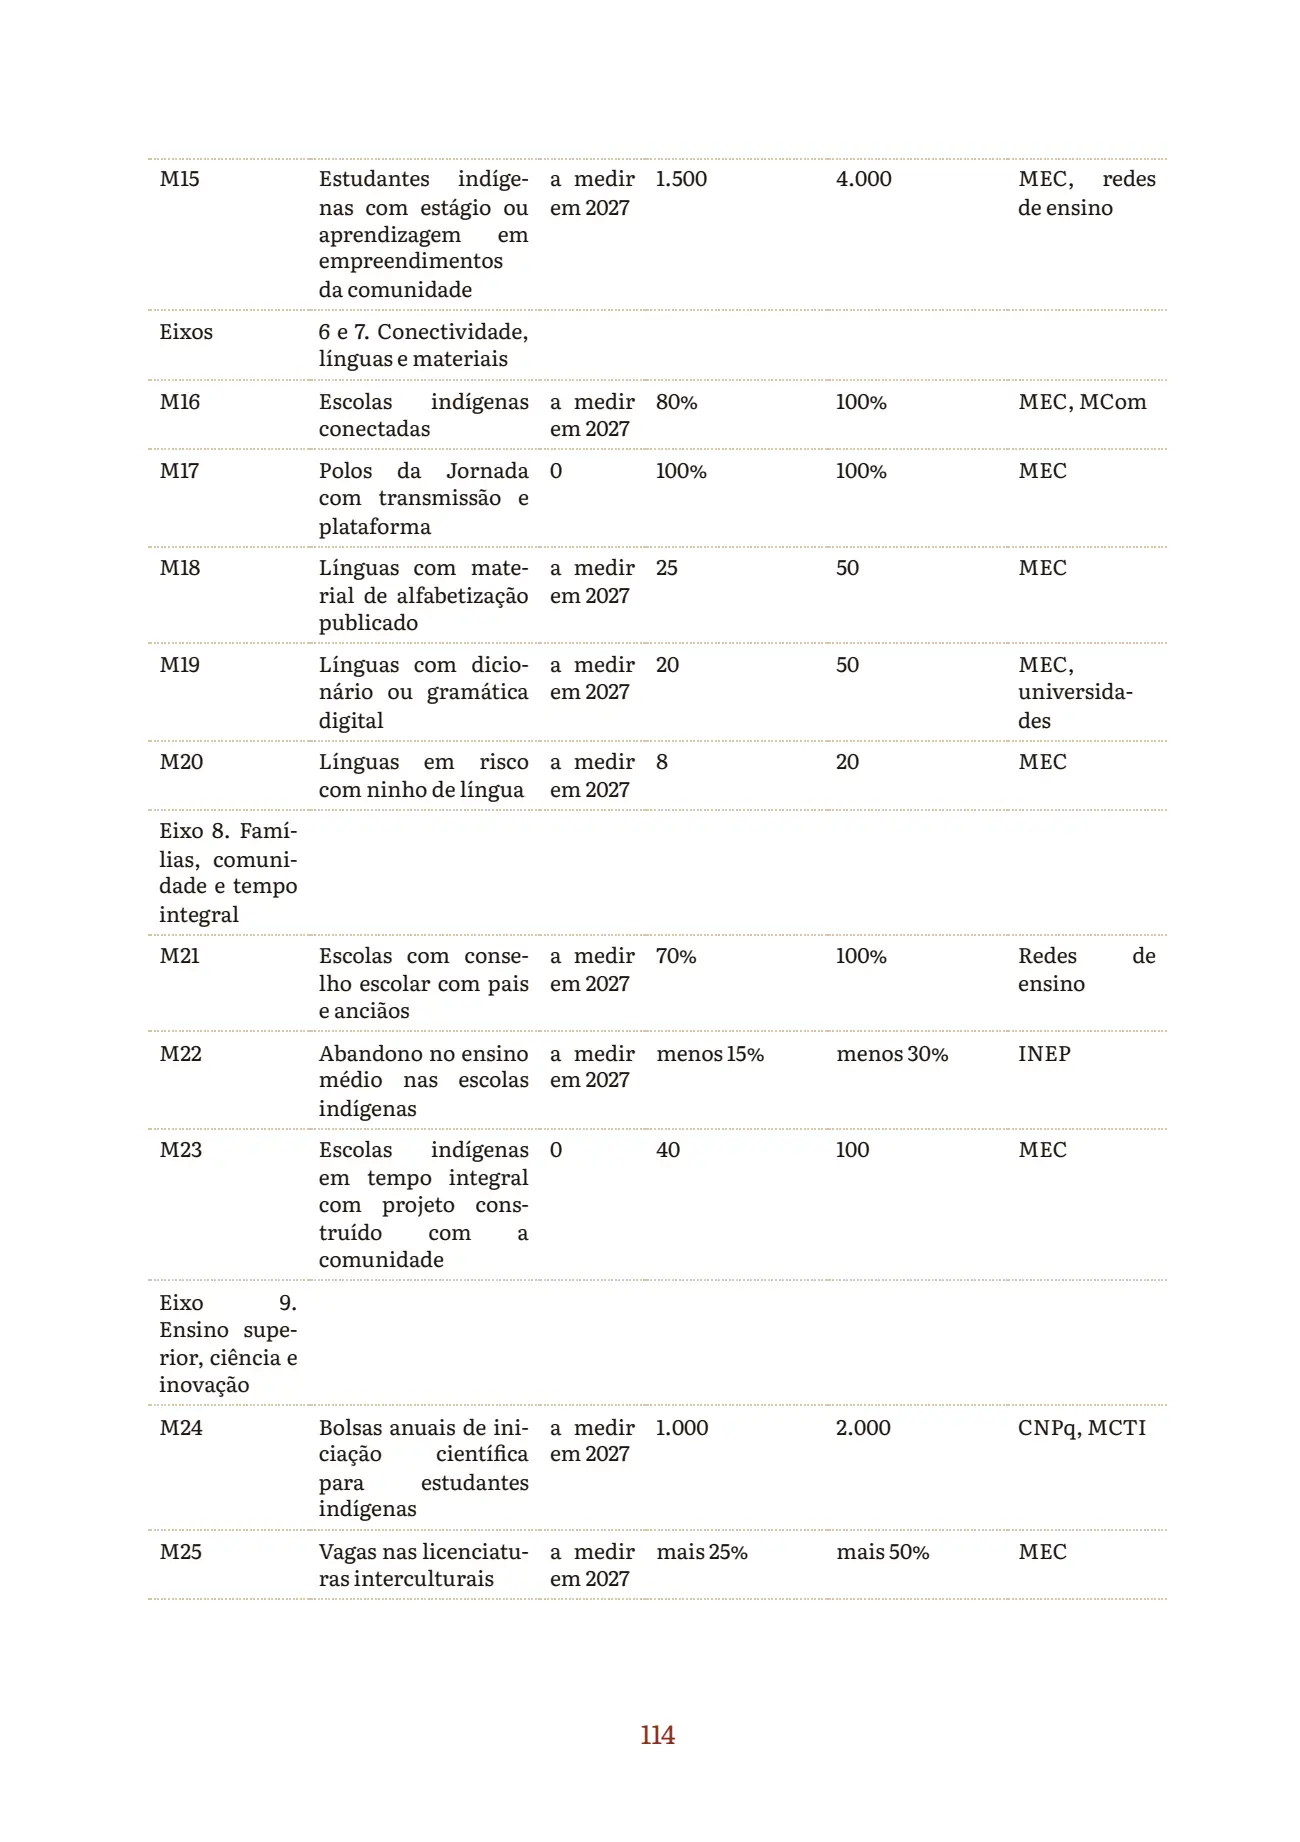 M15 Estudantes indíge- a medir 1.500 4.000 MEC, redes
nas com estágio ou em 2027 de ensino
aprendizagem em
empreendimentos
da comunidade
Eixos 6 e 7. Conectividade,
línguas e materiais
M16 Escolas indígenas a medir 80% 100% MEC, MCom
conectadas em 2027
M17 Polos da Jornada 0 100% 100% MEC
com transmissão e
plataforma
M18 Línguas com mate- a medir 25 50 MEC
rial de alfabetização em 2027
publicado
M19 Línguas com dicio- a medir 20 50 MEC,
nário ou gramática em 2027 universida-
digital des
M20 Línguas em risco a medir 8 20 MEC
com ninho de língua em 2027
Eixo 8. Famí-
lias, comuni-
dade e tempo
integral
M21 Escolas com conse- a medir 70% 100% Redes de
lho escolar com pais em 2027 ensino
e anciãos
M22 Abandono no ensino a medir menos 15% menos 30% INEP
médio nas escolas em 2027
indígenas
M23 Escolas indígenas 0 40 100 MEC
em tempo integral
com projeto cons-
truído com a
comunidade
Eixo 9.
Ensino supe-
rior, ciência e
inovação
M24 Bolsas anuais de ini- a medir 1.000 2.000 CNPq, MCTI
ciação científica em 2027
para estudantes
indígenas
M25 Vagas nas licenciatu- a medir mais 25% mais 50% MEC
ras interculturais em 2027
114